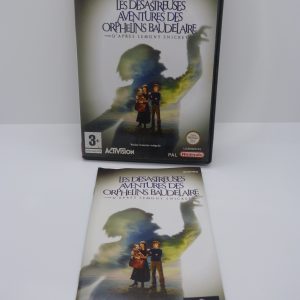 LES DÉSASTREUSES
AVENTURES DES
ORPHELINS BAUDELAIRE
D'APRÈS LEMONY SNICKET
3+
ACTIVISION
PAL
Nintendo
LES DÉSASTREUSES
AVENTURES DES
ORPHELINS BAUDELAIRE
D'APRÈS LEMONY SNICKET